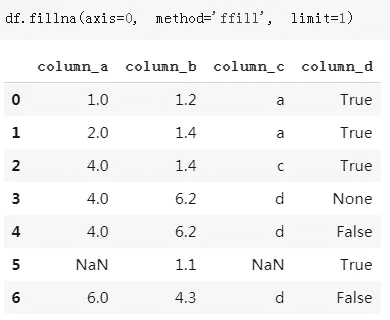 df.fillna(axis=0, method='ffill', limit=1)
column_a column_b column_c column_d
0 1.0 1.2 a True
1 2.0 1.4 a True
2 4.0 1.4 c True
3 4.0 6.2 d None
4 4.0 6.2 d False
5 NaN 1.1 NaN True
6 6.0 4.3 d False